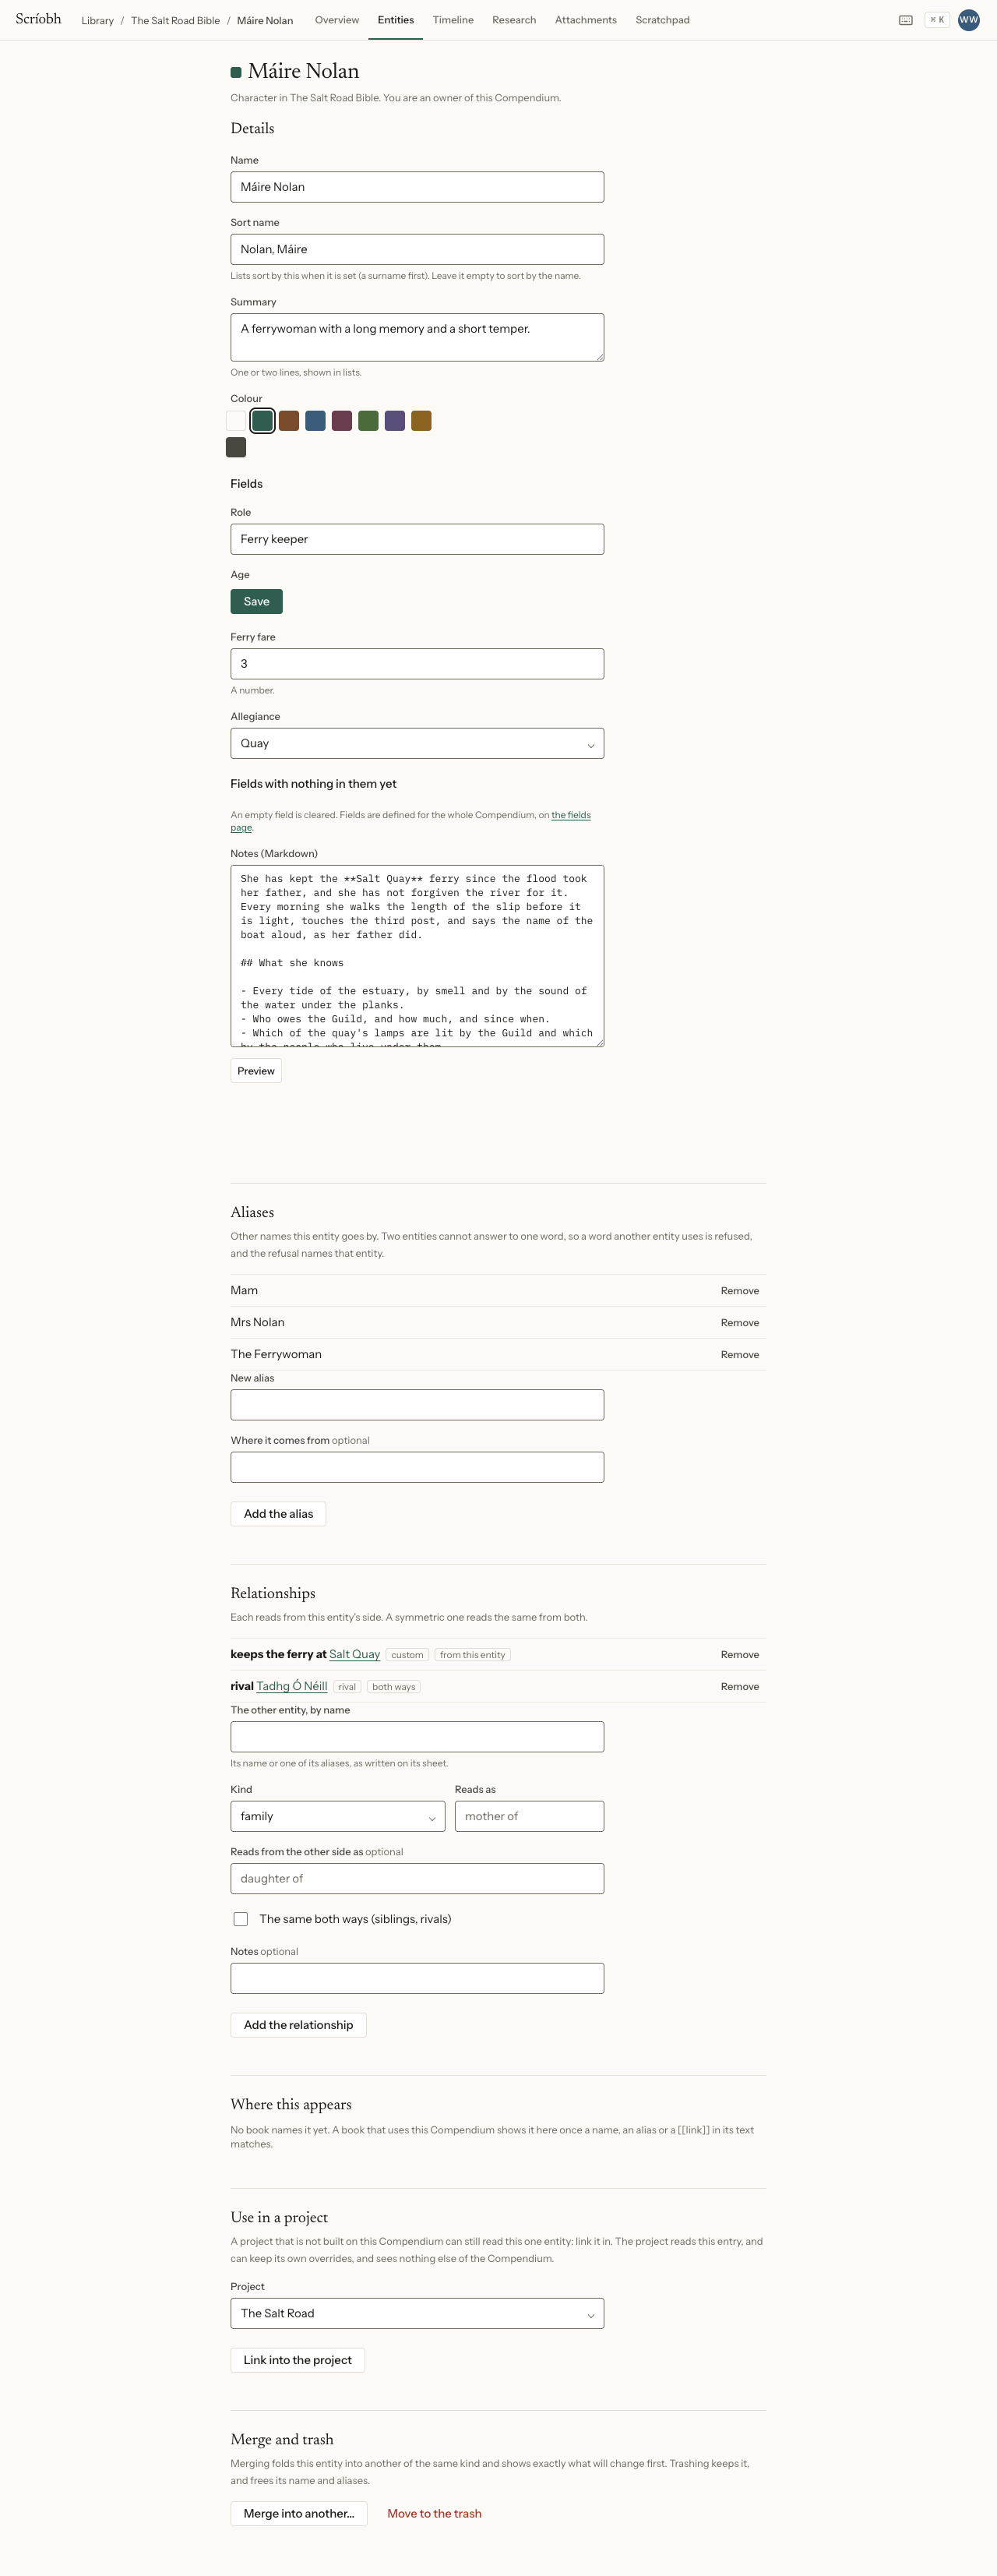 Scríobh
Library / The Salt Road Bible / Máire Nolan
Overview Entities Timeline Research Attachments Scratchpad
⌘ K
WW
Máire Nolan
Character in The Salt Road Bible. You are an owner of this Compendium.
Details
Name
Máire Nolan
Sort name
Nolan, Máire
Lists sort by this when it is set (a surname first). Leave it empty to sort by the name.
Summary
A ferrywoman with a long memory and a short temper.
One or two lines, shown in lists.
Colour
Fields
Role
Ferry keeper
Age
Save
Ferry fare
3
A number.
Allegiance
Quay
Fields with nothing in them yet
An empty field is cleared. Fields are defined for the whole Compendium, on the fields
page.
Notes (Markdown)
She has kept the **Salt Quay** ferry since the flood took
her father, and she has not forgiven the river for it.
Every morning she walks the length of the slip before it
is light, touches the third post, and says the name of the
boat aloud, as her father did.
## What she knows
- Every tide of the estuary, by smell and by the sound of
the water under the planks.
- Who owes the Guild, and how much, and since when.
- Which of the quay's lamps are lit by the Guild and which
by the people who live under them
Preview
Aliases
Other names this entity goes by. Two entities cannot answer to one word, so a word another entity uses is refused,
and the refusal names that entity.
Mam Remove
Mrs Nolan Remove
The Ferrywoman Remove
New alias
Where it comes from optional
Add the alias
Relationships
Each reads from this entity's side. A symmetric one reads the same from both.
keeps the ferry at Salt Quay custom from this entity Remove
rival Tadhg Ó Néill rival both ways Remove
The other entity, by name
Its name or one of its aliases, as written on its sheet.
Kind Reads as
family mother of
Reads from the other side as optional
daughter of
The same both ways (siblings, rivals)
Notes optional
Add the relationship
Where this appears
No book names it yet. A book that uses this Compendium shows it here once a name, an alias or a [[link]] in its text
matches.
Use in a project
A project that is not built on this Compendium can still read this one entity: link it in. The project reads this entry, and
can keep its own overrides, and sees nothing else of the Compendium.
Project
The Salt Road
Link into the project
Merge and trash
Merging folds this entity into another of the same kind and shows exactly what will change first. Trashing keeps it,
and frees its name and aliases.
Merge into another… Move to the trash